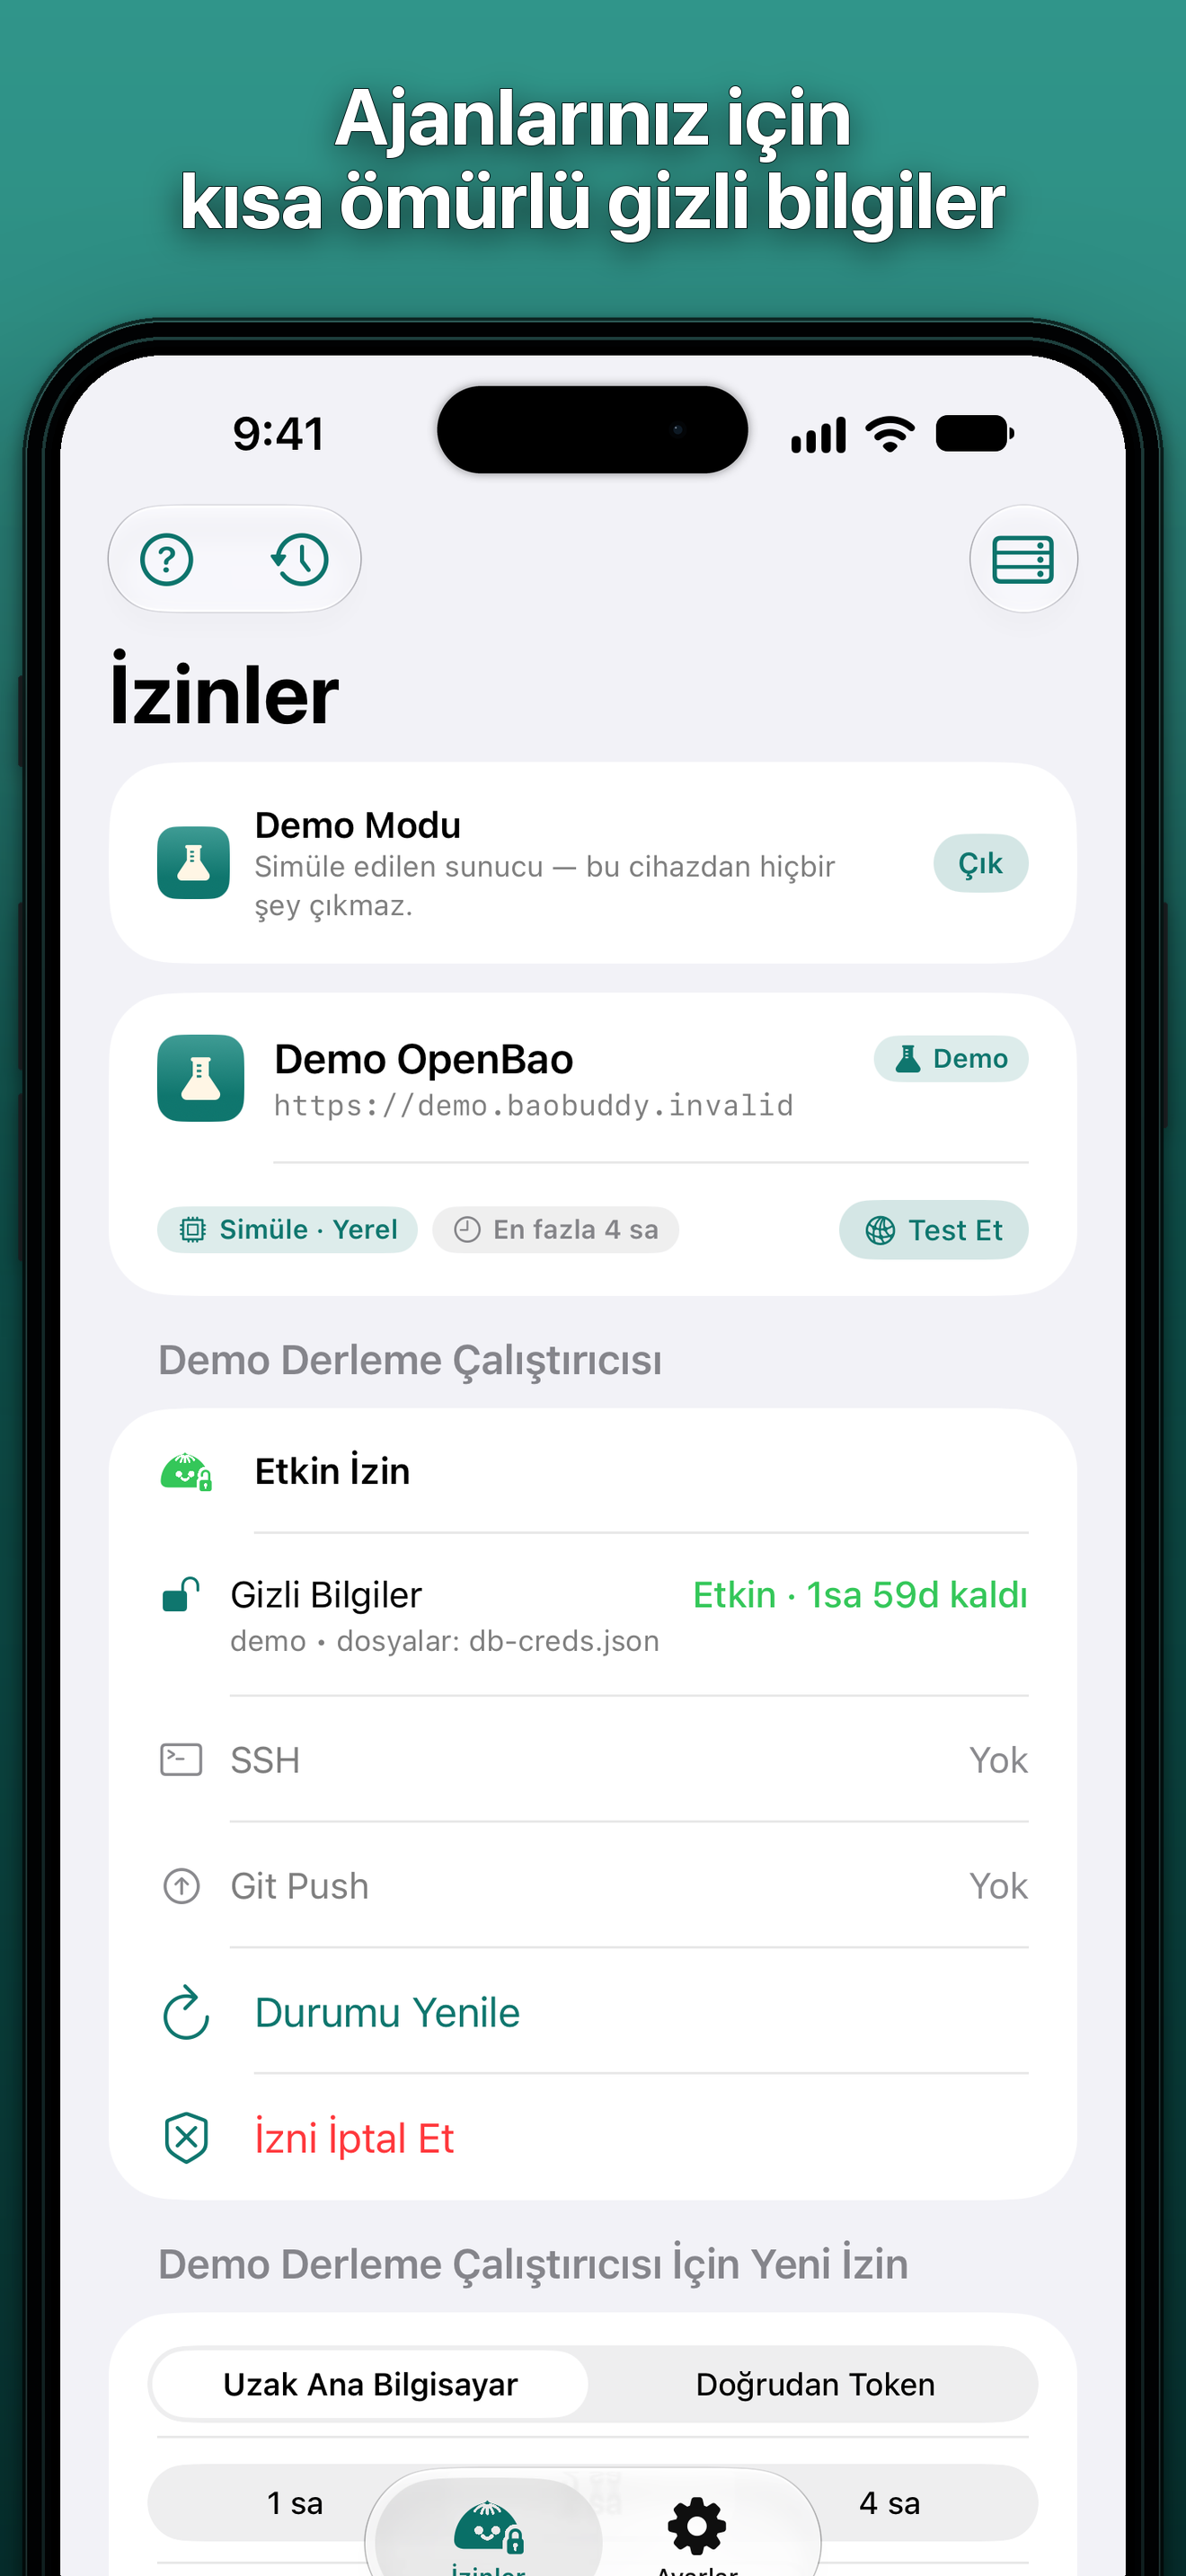 Ajanlarınız için
kısa ömürlü gizli bilgiler
9:41
İzinler
Demo Modu
Simüle edilen sunucu — bu cihazdan hiçbir
şey çıkmaz.
Çık
Demo OpenBao
Demo
https://demo.baobuddy.invalid
Simüle · Yerel
En fazla 4 sa
Test Et
Demo Derleme Çalıştırıcısı
Etkin İzin
Gizli Bilgiler
Etkin · 1sa 59d kaldı
demo • dosyalar: db-creds.json
SSH
Yok
Git Push
Yok
Durumu Yenile
İzni İptal Et
Demo Derleme Çalıştırıcısı İçin Yeni İzin
Uzak Ana Bilgisayar
Doğrudan Token
1 sa
4 sa
İzinler
Ayarlar